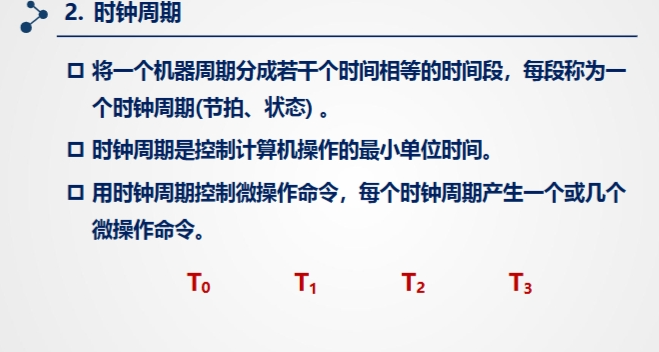 2. 时钟周期
将一个机器周期分成若干个时间相等的时间段，每段称为一
个时钟周期(节拍、状态) 。
时钟周期是控制计算机操作的最小单位时间。
用时钟周期控制微操作命令，每个时钟周期产生一个或几个
微操作命令。
T₀ T₁ T₂ T₃